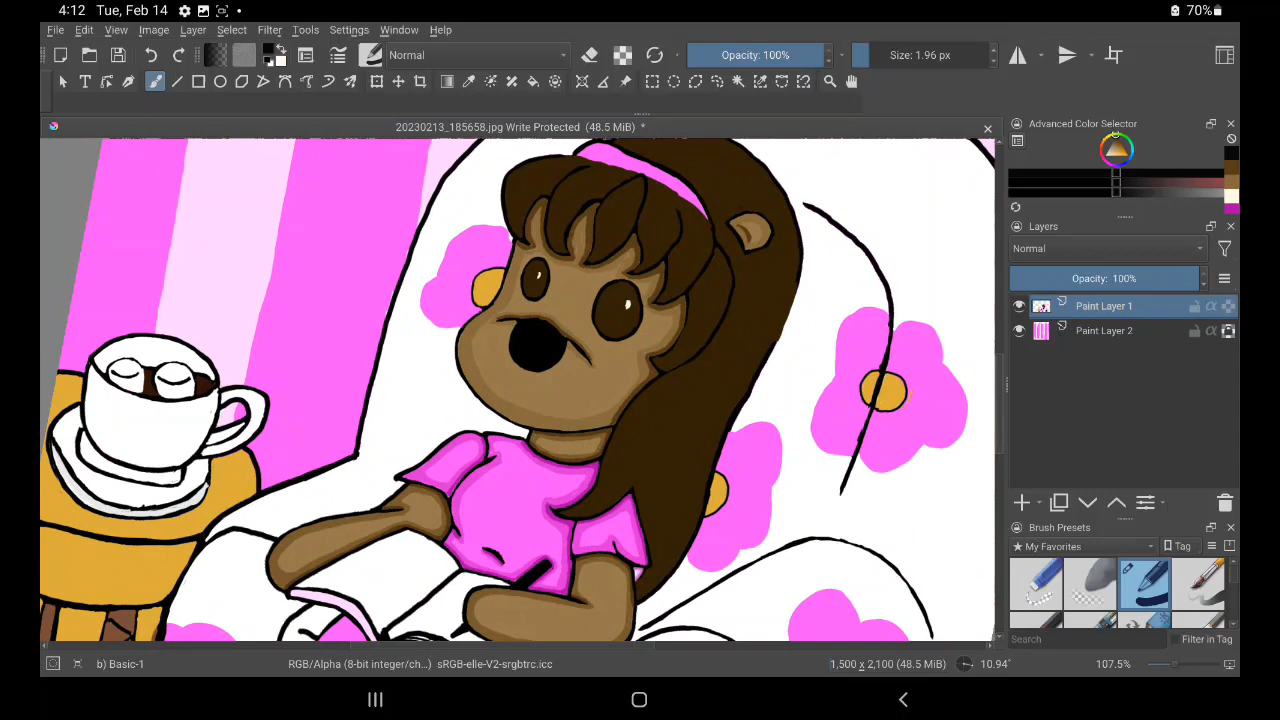 4:12 Tue, Feb 14
70%
File Edit View Image Layer Select Filter Tools Settings Window Help
Normal
Opacity: 100%
Size: 1.96 px
20230213_185658.jpg Write Protected (48.5 MiB) *
Advanced Color Selector
Layers
Normal
Opacity: 100%
Paint Layer 1
Paint Layer 2
Brush Presets
★ My Favorites
Tag
Search
Filter in Tag
b) Basic-1
RGB/Alpha (8-bit integer/ch...) sRGB-elle-V2-srgbtrc.icc
1,500 x 2,100 (48.5 MiB)
10.94°
107.5%